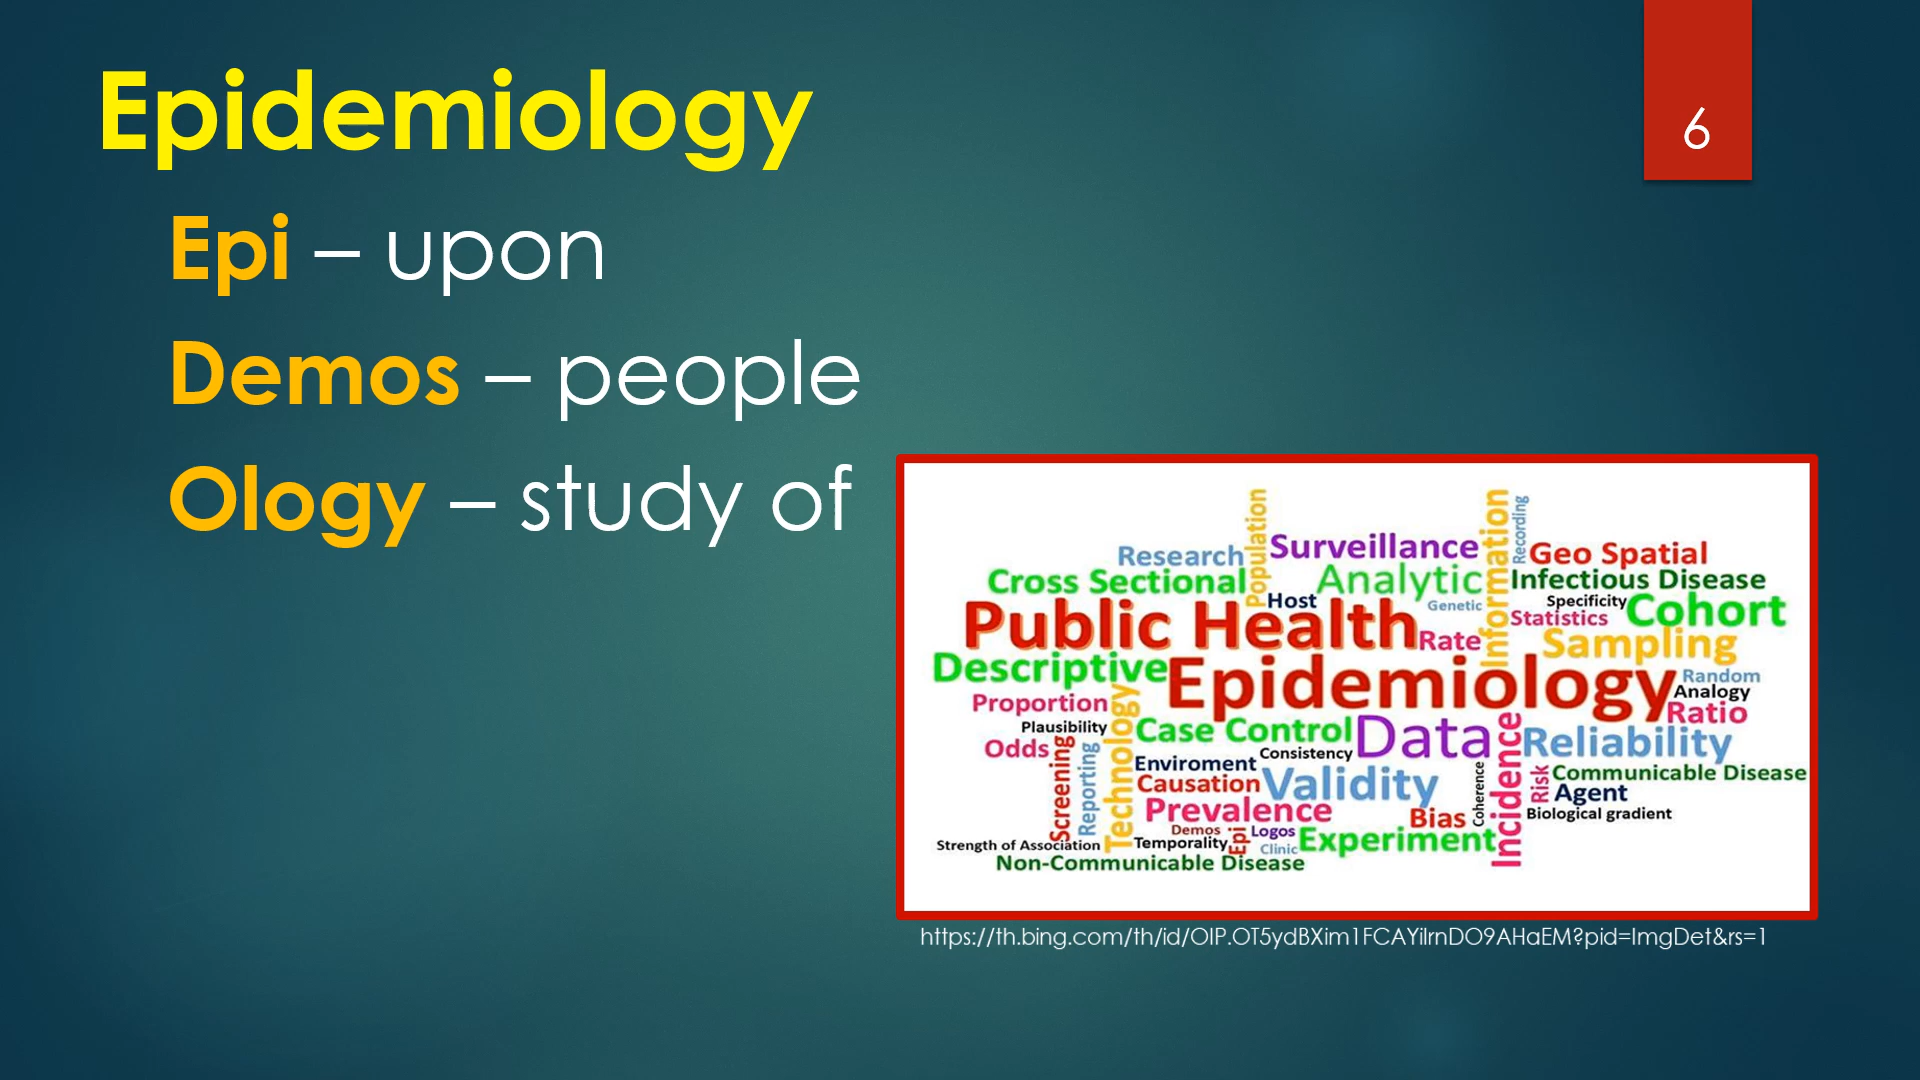 Epidemiology
6
Epi – upon
Demos – people
Ology – study of
Population
Information
Recording
Research
Surveillance
Geo Spatial
Cross Sectional
Analytic
Infectious Disease
Host
Genetic
Specificity
Cohort
Public Health
Rate
Statistics
Sampling
Descriptive
Epidemiology
Random
Analogy
Proportion
Ratio
Plausibility
Technology
Case Control
Data
Incidence
Reliability
Odds
Screening
Reporting
Consistency
Enviroment
Causation
Validity
Coherence
Risk
Communicable Disease
Agent
Prevalence
Bias
Biological gradient
Demos
Epi
Logos
Experiment
Strength of Association
Temporality
Clinic
Non-Communicable Disease
https://th.bing.com/th/id/OIP.OT5ydBXim1FCAYilrnDO9AHaEM?pid=ImgDet&rs=1